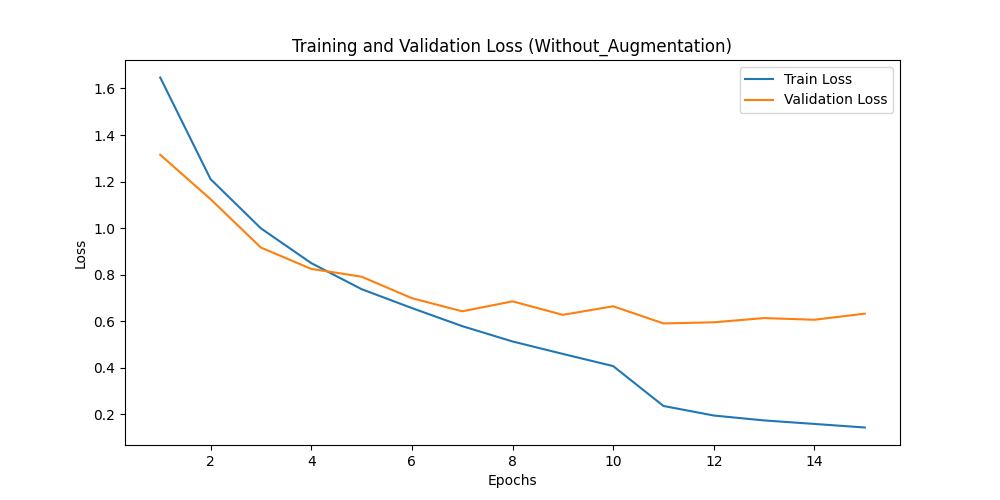 Training and Validation Loss (Without_Augmentation)
Train Loss
Validation Loss
1.6
1.4
1.2
1.0
0.8
0.6
0.4
0.2
Loss
2 4 6 8 10 12 14
Epochs